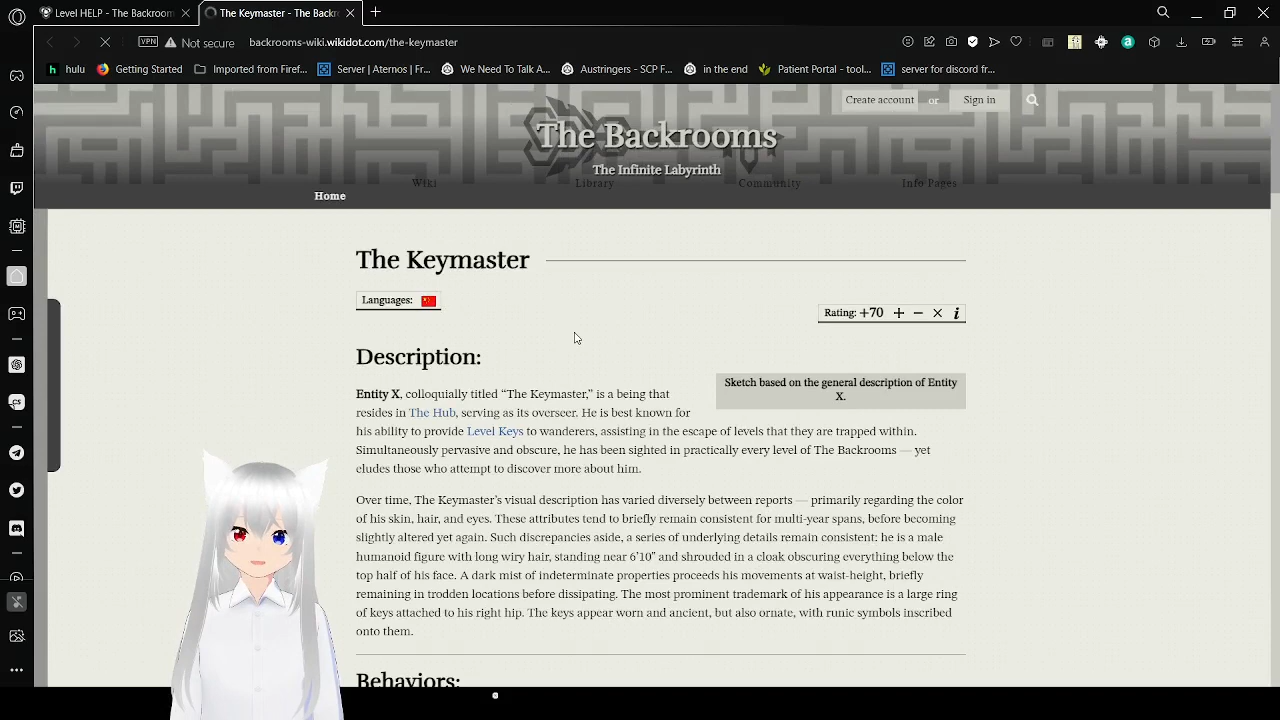 Level HELP - The Backroom
The Keymaster - The Backr
VPN
Not secure
backrooms-wiki.wikidot.com/the-keymaster
hulu
Getting Started
Imported from Firef...
Server | Aternos | Fr...
We Need To Talk A...
Austringers - SCP F...
in the end
Patient Portal - tool...
server for discord fr...
Create account or Sign in
The Backrooms
The Infinite Labyrinth
Wiki
Library
Community
Info Pages
Home
The Keymaster
Languages:
Rating: +70 + − × i
Description:
Sketch based on the general description of Entity
X.
Entity X, colloquially titled “The Keymaster,” is a being that
resides in The Hub, serving as its overseer. He is best known for
his ability to provide Level Keys to wanderers, assisting in the escape of levels that they are trapped within.
Simultaneously pervasive and obscure, he has been sighted in practically every level of The Backrooms — yet
eludes those who attempt to discover more about him.
Over time, The Keymaster’s visual description has varied diversely between reports — primarily regarding the color
of his skin, hair, and eyes. These attributes tend to briefly remain consistent for multi-year spans, before becoming
slightly altered yet again. Such discrepancies aside, a series of underlying details remain consistent: he is a male
humanoid figure with long wiry hair, standing near 6’10” and shrouded in a cloak obscuring everything below the
top half of his face. A dark mist of indeterminate properties proceeds his movements at waist-height, briefly
remaining in trodden locations before dissipating. The most prominent trademark of his appearance is a large ring
of keys attached to his right hip. The keys appear worn and ancient, but also ornate, with runic symbols inscribed
onto them.
Behaviors: